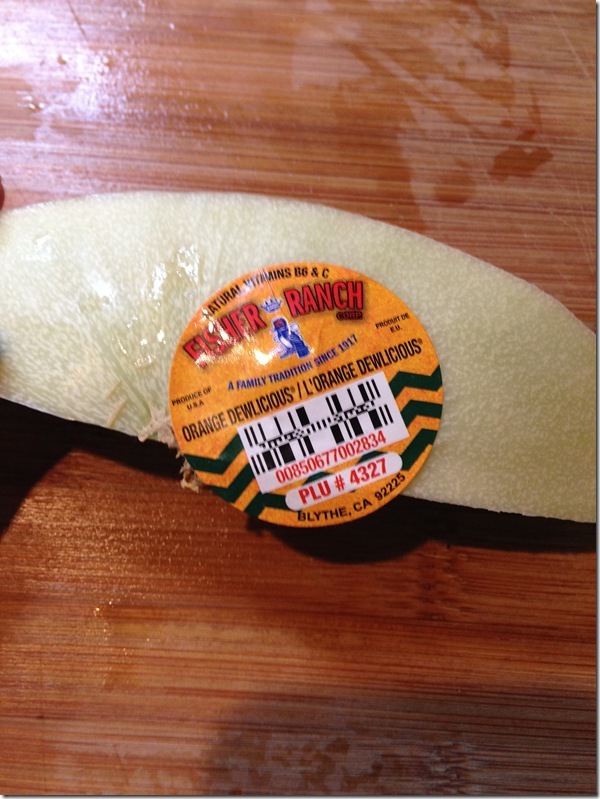 NATURAL VITAMINS B6 & C
FISHER RANCH
CORP
PRODUIT DE
E.U.
A FAMILY TRADITION SINCE 1917
PRODUCE OF
U.S.A
ORANGE DEWLICIOUS® / L'ORANGE DEWLICIOUS®
00850677002834
PLU # 4327
BLYTHE, CA 92225